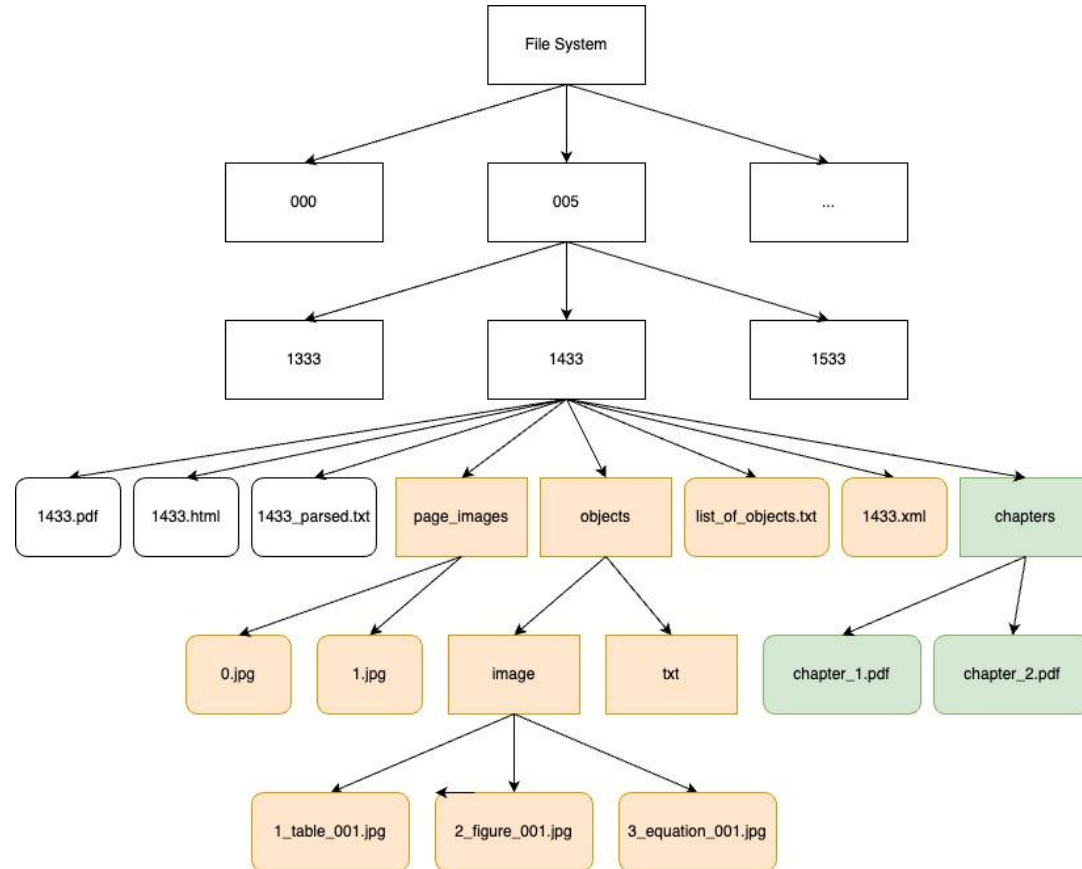 File System
000
005
...
1333
1433
1533
1433.pdf
1433.html
1433_parsed.txt
page_images
objects
list_of_objects.txt
1433.xml
chapters
0.jpg
1.jpg
image
txt
chapter_1.pdf
chapter_2.pdf
1_table_001.jpg
2_figure_001.jpg
3_equation_001.jpg